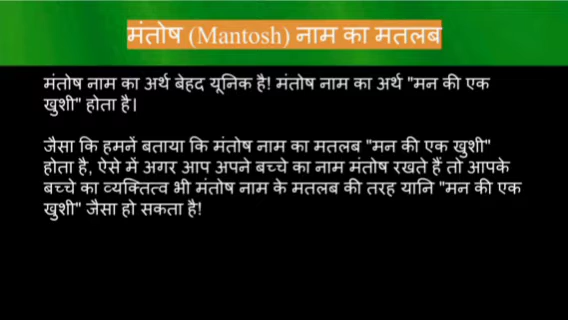 मंतोष (Mantosh) नाम का मतलब
मंतोष नाम का अर्थ बेहद यूनिक है! मंतोष नाम का अर्थ "मन की एक
खुशी" होता है।
जैसा कि हमनें बताया कि मंतोष नाम का मतलब "मन की एक खुशी"
होता है, ऐसे में अगर आप अपने बच्चे का नाम मंतोष रखते हैं तो आपके
बच्चे का व्यक्तित्व भी मंतोष नाम के मतलब की तरह यानि "मन की एक
खुशी" जैसा हो सकता है!